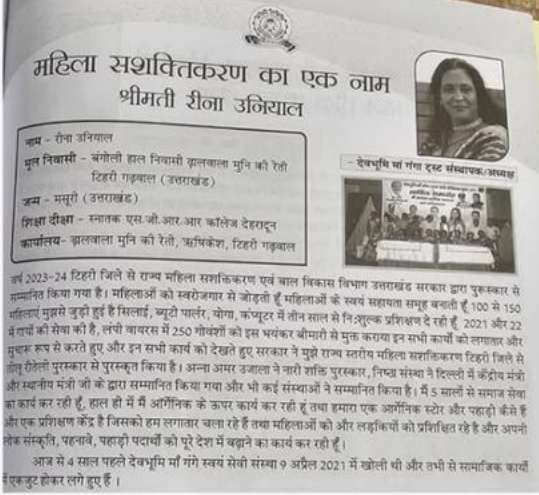 महिला सशक्तिकरण का एक नाम
श्रीमती रीना उनियाल
नाम – रीना उनियाल
मूल निवासी – बंगोली हाल निवासी ढ़ालवाला मुनि की रेती
टिहरी गढ़वाल (उत्तराखंड)
जन्म – मसूरी (उत्तराखंड)
शिक्षा दीक्षा – स्नातक एस.जी.आर.आर कॉलेज देहरादून
कार्यालय– ढ़ालवाला मुनि की रेती, ऋषिकेश, टिहरी गढ़वाल
– देवभूमि मां गंगा ट्रस्ट संस्थापक/अध्यक्ष
वर्ष 2023-24 टिहरी जिले से राज्य महिला सशक्तिकरण एवं बाल विकास विभाग उत्तराखंड सरकार द्वारा पुरूस्कार से
सम्मानित किया गया है। महिलाओं को स्वरोजगार से जोड़ती हूँ महिलाओं के स्वयं सहायता समूह बनाती हूँ 100 से 150
महिलाएं मुझसे जुड़ी हुई है सिलाई, ब्यूटी पार्लर, योगा, कंप्यूटर में तीन साल से निःशुल्क प्रशिक्षण दे रही हूँ, 2021 और 22
में गायों की सेवा की है, लंपी वायरस में 250 गोवंशों को इस भयंकर बीमारी से मुक्त कराया इन सभी कार्यो को लगातार और
सुचारू रूप से करते हुए और इन सभी कार्य को देखते हुए सरकार ने मुझे राज्य स्तरीय महिला सशक्तिकरण टिहरी जिले से
तीलू रौतेली पुरस्कार से पुरस्कृत किया है। अन्ना अमर उजाला ने नारी शक्ति पुरस्कार, निष्ठा संस्था ने दिल्ली में केंद्रीय मंत्री
और स्थानीय मंत्री जी के द्वारा सम्मानित किया गया और भी कई संस्थाओं ने सम्मानित किया है। मैं 5 सालों से समाज सेवा
का कार्य कर रही हूँ, हाल ही में मैं ऑर्गेनिक के ऊपर कार्य कर रही हूं तथा हमारा एक आर्गेनिक स्टोर और पहाड़ी कैसे हैं
और एक प्रशिक्षण केंद्र है जिसको हम लगातार चला रहे हैं तथा महिलाओं को और लड़कियों को प्रशिक्षित रहे है और अपनी
लोक संस्कृति, पहनावे, पहाड़ी पदार्थो को पूरे देश में बढ़ाने का कार्य कर रही हूँ।
आज से 4 साल पहले देवभूमि माँ गंगे स्वयं सेवी संस्था 9 अप्रैल 2021 में खोली थी और तभी से सामाजिक कार्यो
में एकजुट होकर लगे हुए हैं ।